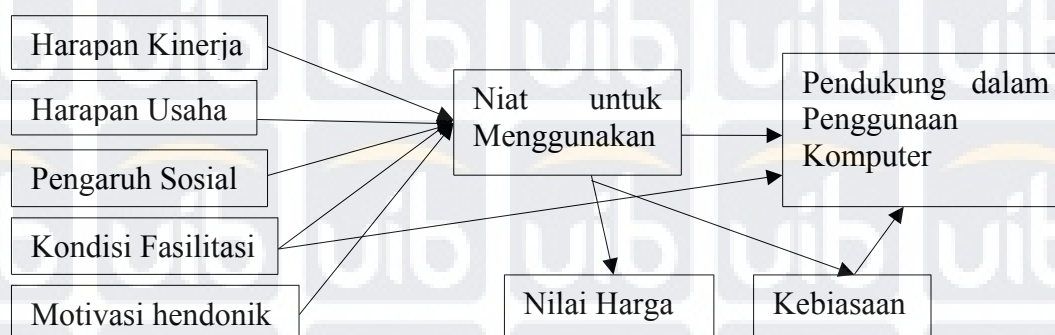 Harapan Kinerja
Harapan Usaha
Pengaruh Sosial
Kondisi Fasilitasi
Motivasi hendonik
Niat untuk
Menggunakan
Pendukung dalam
Penggunaan
Komputer
Nilai Harga
Kebiasaan
uib